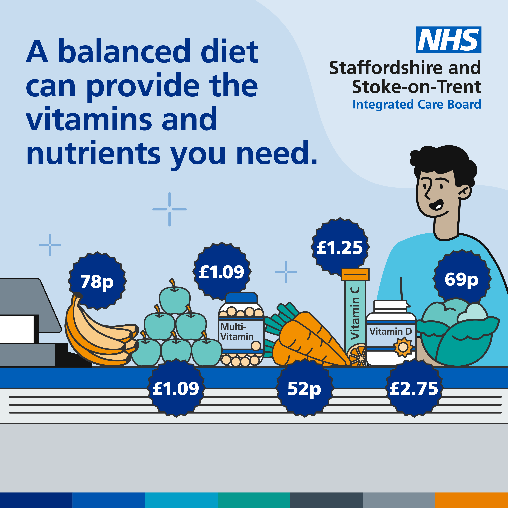 A balanced diet
can provide the
vitamins and
nutrients you need.
NHS
Staffordshire and
Stoke-on-Trent
Integrated Care Board
78p
£1.09
£1.25
69p
Multi-
Vitamin
Vitamin C
Vitamin D
£1.09
52p
£2.75